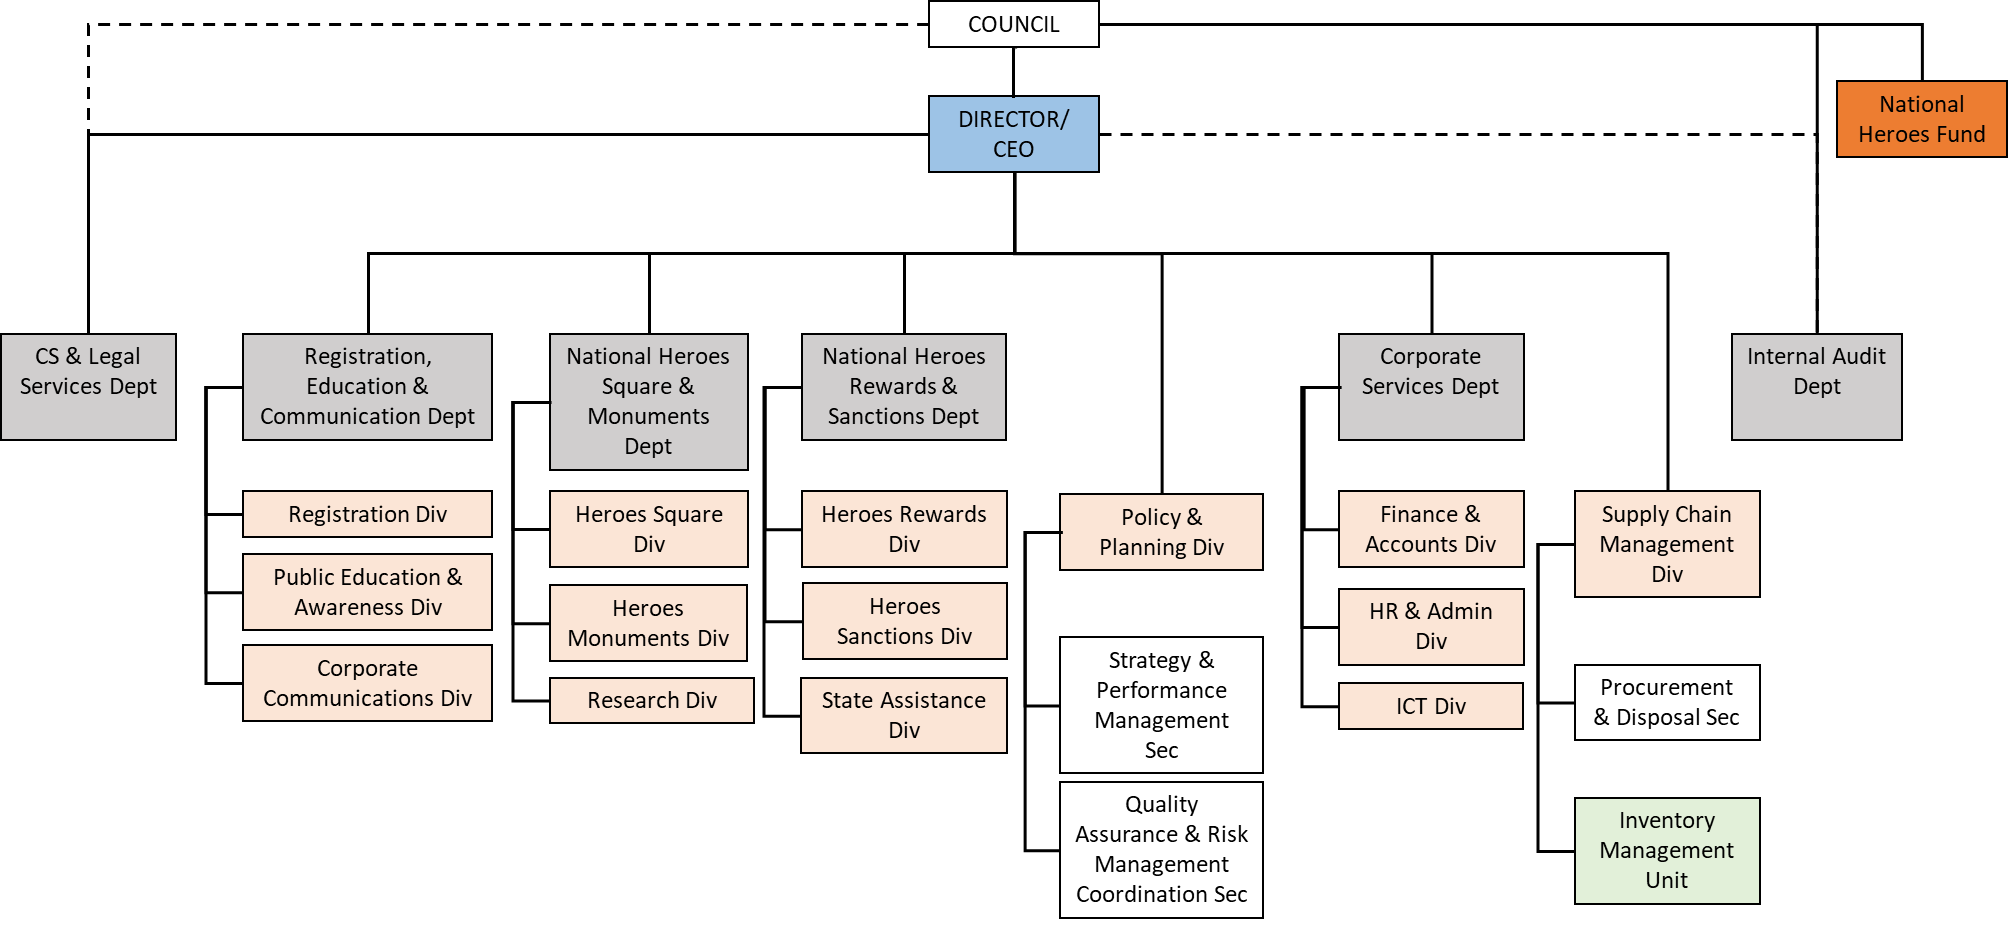 COUNCIL
DIRECTOR/
CEO
National
Heroes Fund
CS & Legal
Services Dept
Registration,
Education &
Communication Dept
National Heroes
Square &
Monuments
Dept
National Heroes
Rewards &
Sanctions Dept
Corporate
Services Dept
Internal Audit
Dept
Registration Div
Public Education &
Awareness Div
Corporate
Communications Div
Heroes Square
Div
Heroes
Monuments Div
Research Div
Heroes Rewards
Div
Heroes
Sanctions Div
State Assistance
Div
Policy &
Planning Div
Strategy &
Performance
Management
Sec
Quality
Assurance & Risk
Management
Coordination Sec
Finance &
Accounts Div
HR & Admin
Div
ICT Div
Supply Chain
Management
Div
Procurement
& Disposal Sec
Inventory
Management
Unit